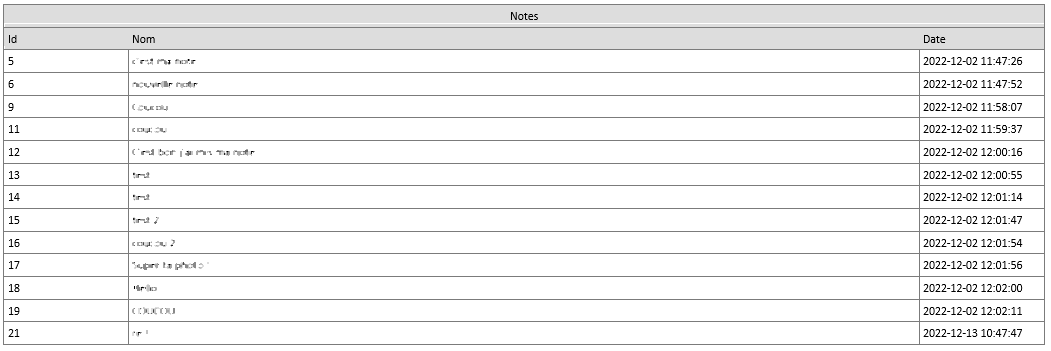 Notes
Id Nom Date
5 c'est ma note 2022-12-02 11:47:26
6 nouvelle note 2022-12-02 11:47:52
9 Coucou 2022-12-02 11:58:07
11 coucou 2022-12-02 11:59:37
12 C'est bon j'ai mis ma note 2022-12-02 12:00:16
13 test 2022-12-02 12:00:55
14 test 2022-12-02 12:01:14
15 test 2 2022-12-02 12:01:47
16 coucou 2 2022-12-02 12:01:54
17 Super ta photo ! 2022-12-02 12:01:56
18 Hello 2022-12-02 12:02:00
19 COUCOU 2022-12-02 12:02:11
21 2022-12-13 10:47:47